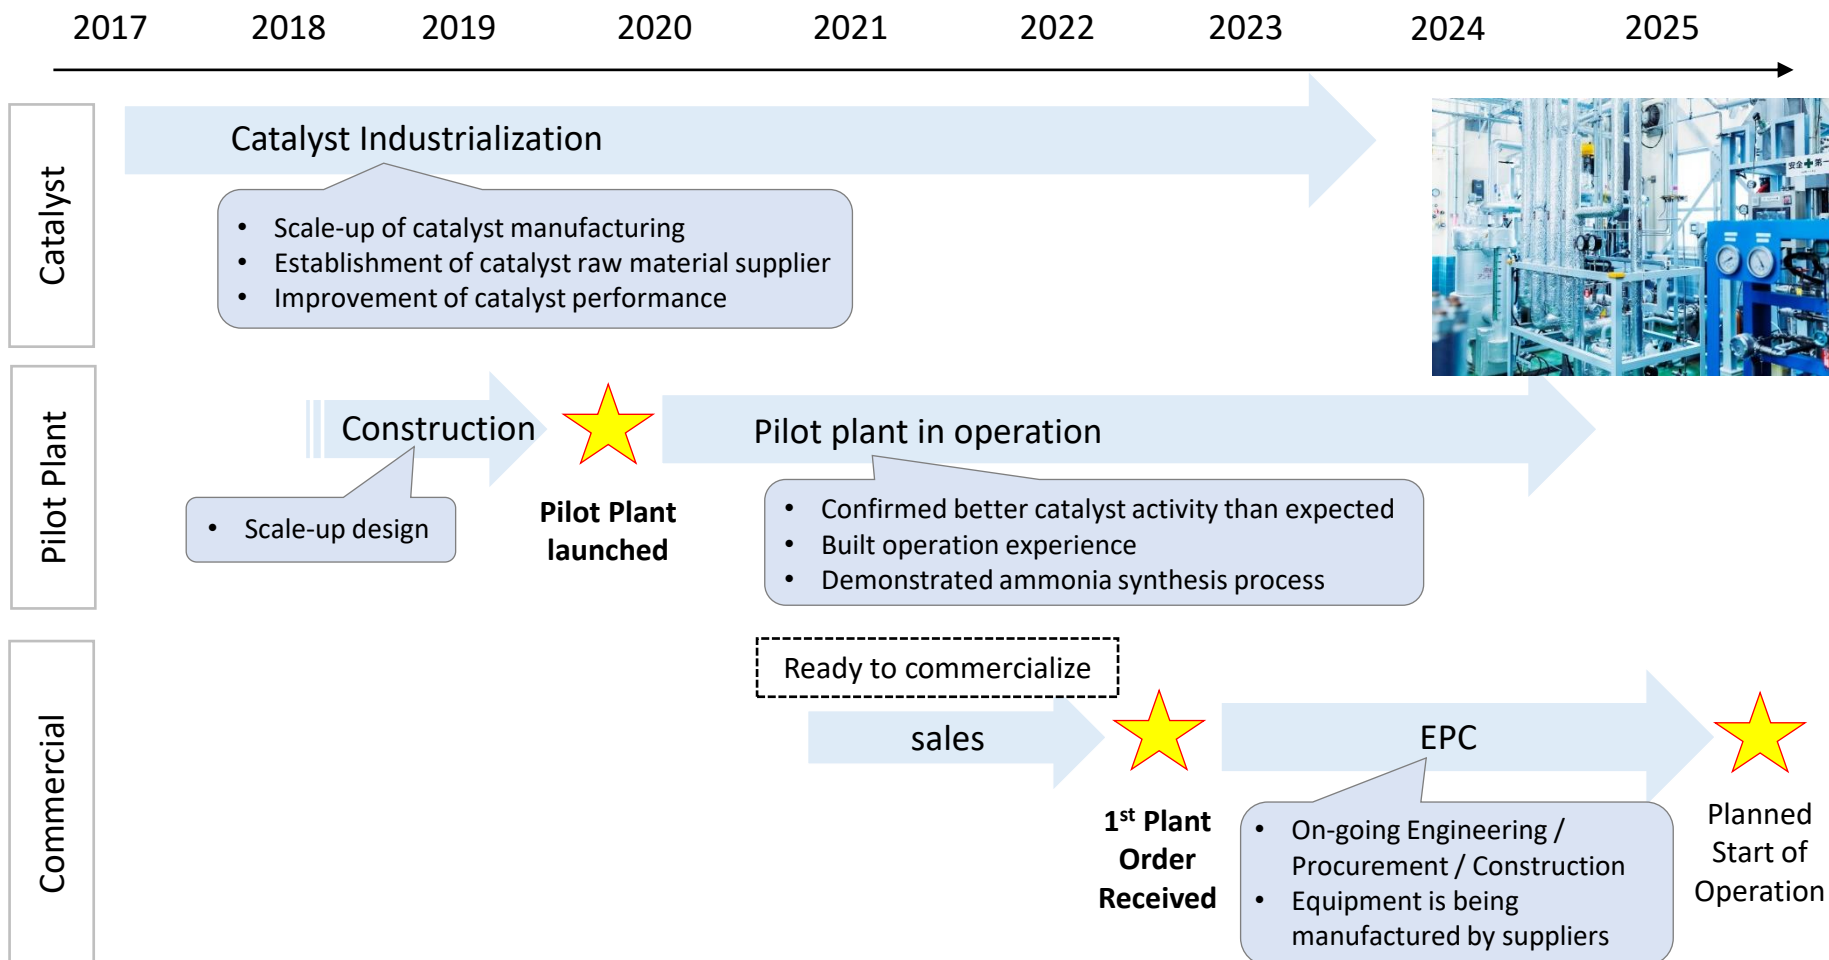 2017 2018 2019 2020 2021 2022 2023 2024 2025
Catalyst
Catalyst Industrialization
• Scale-up of catalyst manufacturing
• Establishment of catalyst raw material supplier
• Improvement of catalyst performance
安全✚第一
Pilot Plant
Construction
• Scale-up design
Pilot Plant
launched
Pilot plant in operation
• Confirmed better catalyst activity than expected
• Built operation experience
• Demonstrated ammonia synthesis process
Commercial
Ready to commercialize
sales
1st Plant
Order
Received
EPC
• On-going Engineering /
Procurement / Construction
• Equipment is being
manufactured by suppliers
Planned
Start of
Operation